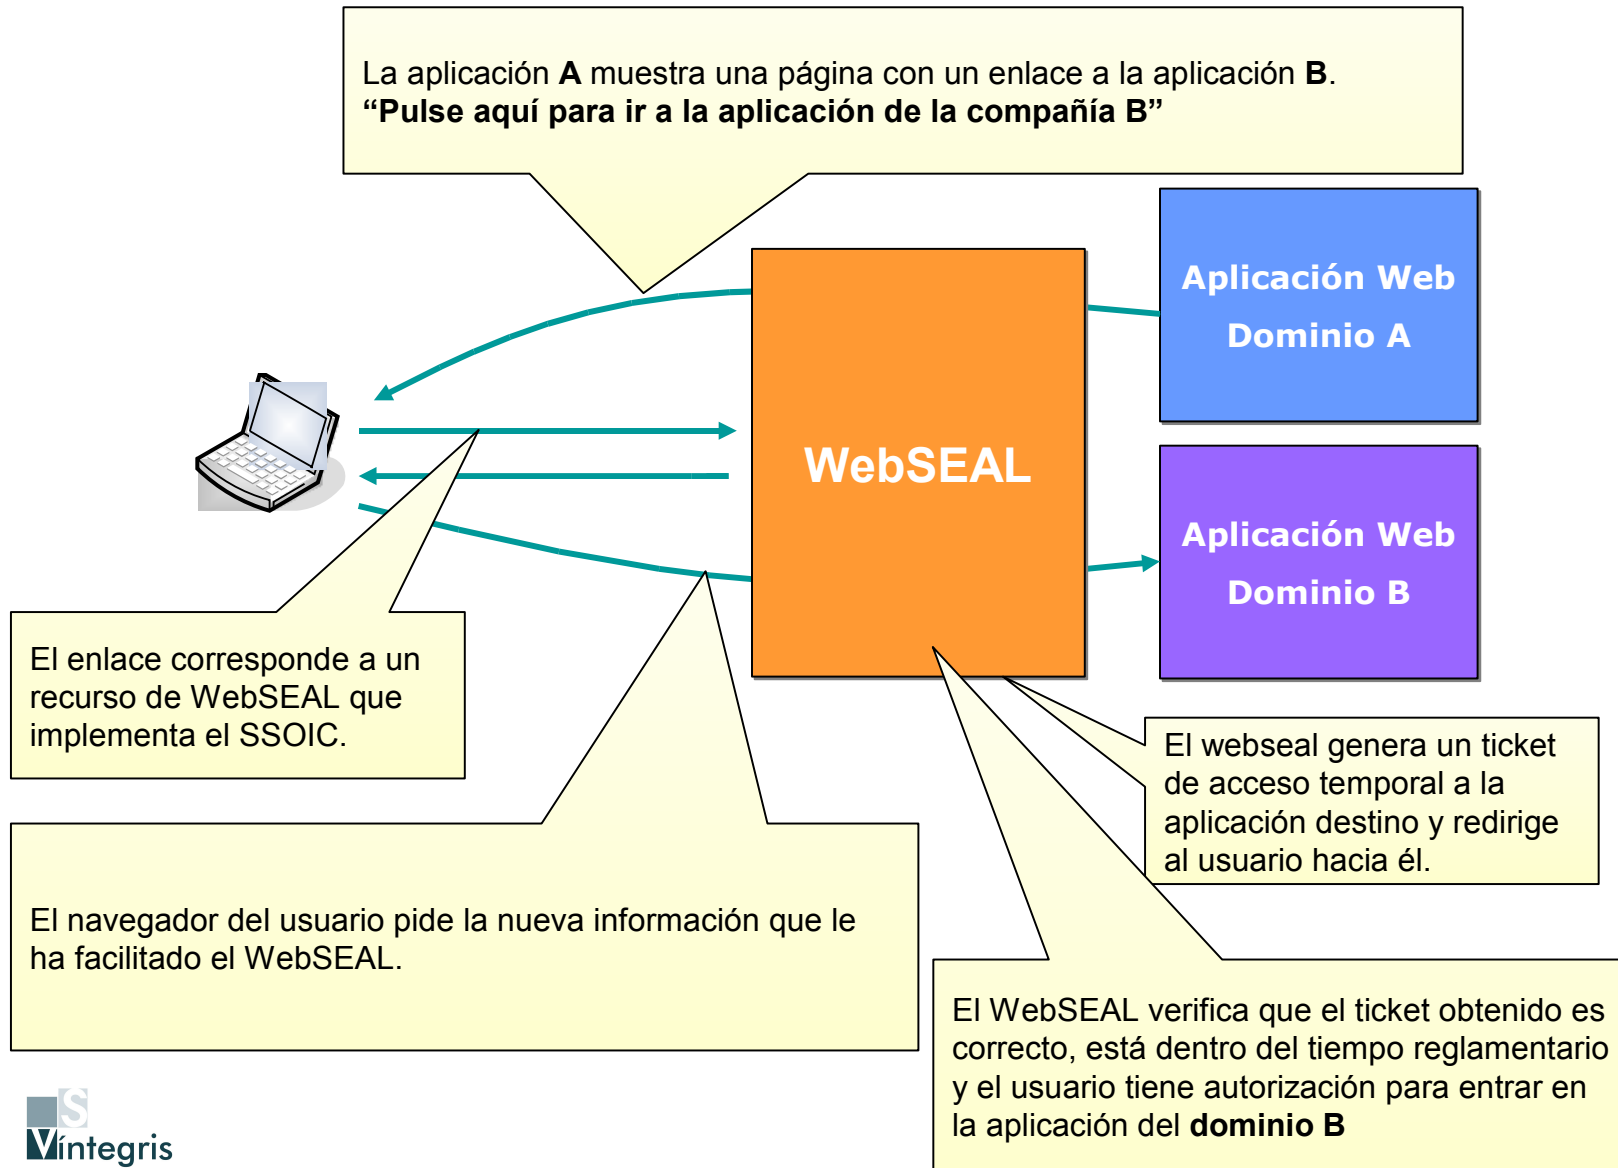 La aplicación A muestra una página con un enlace a la aplicación B.
“Pulse aquí para ir a la aplicación de la compañía B”
Aplicación Web
Dominio A
WebSEAL
Aplicación Web
Dominio B
El enlace corresponde a un
recurso de WebSEAL que
implementa el SSOIC.
El webseal genera un ticket
de acceso temporal a la
aplicación destino y redirige
al usuario hacia él.
El navegador del usuario pide la nueva información que le
ha facilitado el WebSEAL.
El WebSEAL verifica que el ticket obtenido es
correcto, está dentro del tiempo reglamentario
y el usuario tiene autorización para entrar en
la aplicación del dominio B
S
Víntegris